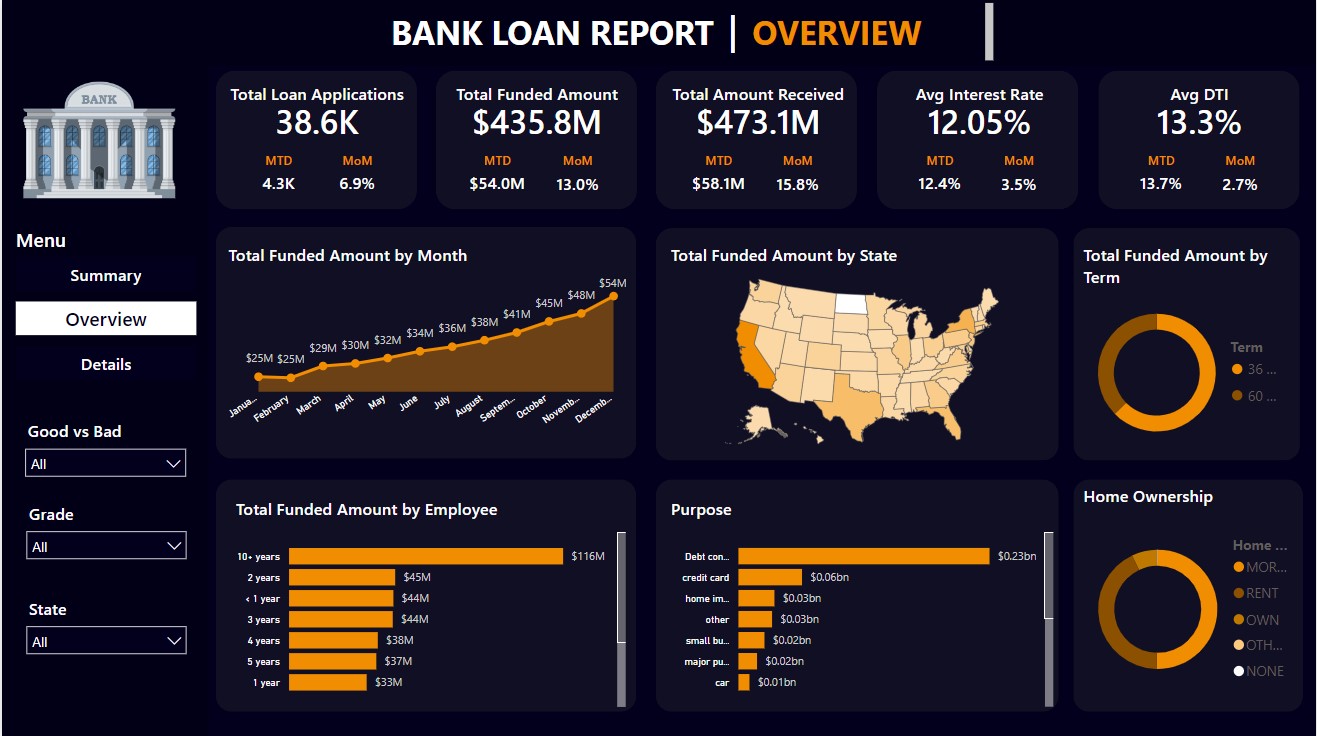 BANK LOAN REPORT | OVERVIEW
BANK
Total Loan Applications
38.6K
MTD MoM
4.3K 6.9%
Total Funded Amount
$435.8M
MTD MoM
$54.0M 13.0%
Total Amount Received
$473.1M
MTD MoM
$58.1M 15.8%
Avg Interest Rate
12.05%
MTD MoM
12.4% 3.5%
Avg DTI
13.3%
MTD MoM
13.7% 2.7%
Menu
Summary
Overview
Details
Good vs Bad
All
Grade
All
State
All
Total Funded Amount by Month
$25M $25M $29M $30M $32M $34M $36M $38M $41M $45M $48M $54M
Janua... February March April May June July August Septem... October Novemb... Decemb...
Total Funded Amount by State
Total Funded Amount by
Term
Term
36 ...
60 ...
Total Funded Amount by Employee
10+ years $116M
2 years $45M
< 1 year $44M
3 years $44M
4 years $38M
5 years $37M
1 year $33M
Purpose
Debt con... $0.23bn
credit card $0.06bn
home im... $0.03bn
other $0.03bn
small bu... $0.02bn
major pu... $0.02bn
car $0.01bn
Home Ownership
Home ...
MOR...
RENT
OWN
OTH...
NONE